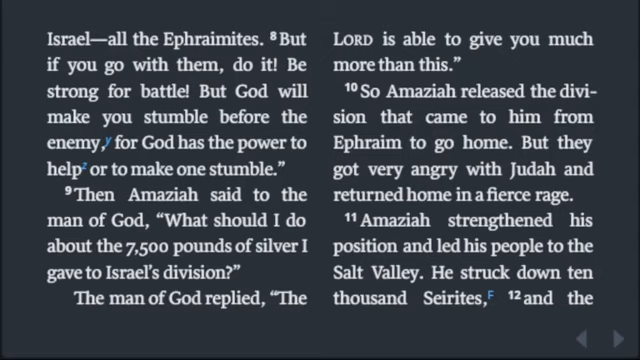 Israel—all the Ephraimites. 8 But
if you go with them, do it! Be
strong for battle! But God will
make you stumble before the
enemy,y for God has the power to
helpz or to make one stumble.”
9 Then Amaziah said to the
man of God, “What should I do
about the 7,500 pounds of silver I
gave to Israel’s division?”
The man of God replied, “The
LORD is able to give you much
more than this.”
10 So Amaziah released the divi-
sion that came to him from
Ephraim to go home. But they
got very angry with Judah and
returned home in a fierce rage.
11 Amaziah strengthened his
position and led his people to the
Salt Valley. He struck down ten
thousand Seirites,F 12 and the